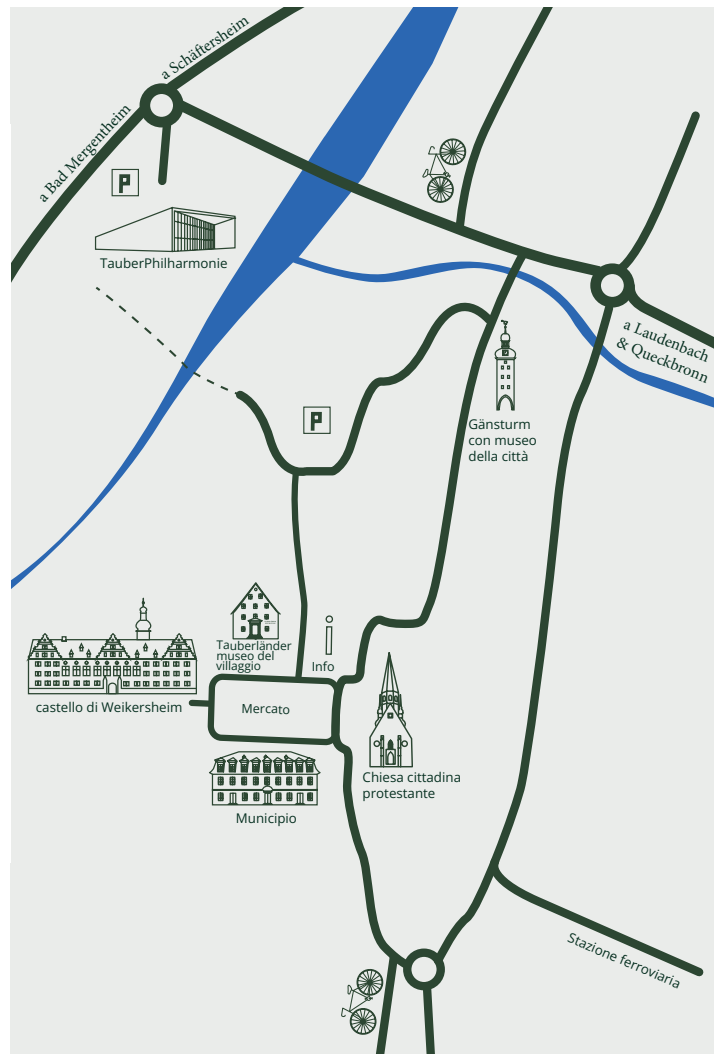 a Schäftersheim
a Bad Mergentheim
P
TauberPhilharmonie
a Laudenbach
& Queckbronn
P
Gänsturm
con museo
della città
Tauberländer
museo del
villaggio
Info
castello di Weikersheim
Mercato
Chiesa cittadina
protestante
Municipio
Stazione ferroviaria